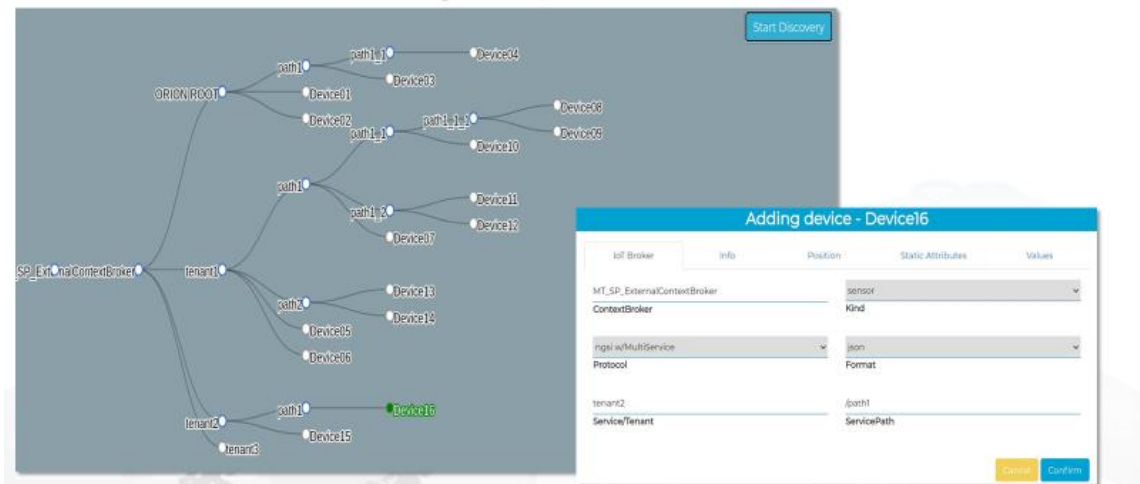 Start Discovery
path1_1
Device04
path1
Device03
ORION ROOT
Device01
Device08
Device02
path1_1_1
path1_1
Device09
Device10
path1
Device11
path1_2
Device12
Device07
tenant1
Device13
path2
Device14
Device05
Device06
path1
Device16
tenant2
Device15
tenant3
Adding device - Device16
IoT Broker Info Position Static Attributes Values
MT_SP_ExternalContextBroker sensor
ContextBroker Kind
ngsi w/MultiService json
Protocol Format
tenant2 /path1
Service/Tenant ServicePath
Cancel Confirm